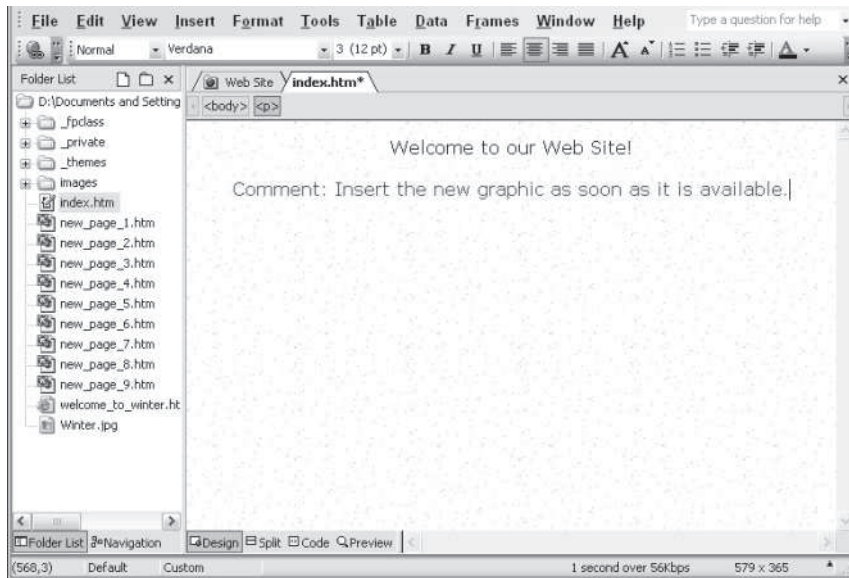 File Edit View Insert Format Tools Table Data Frames Window Help Type a question for help
Normal Verdana 3 (12 pt) B I U A A A
Folder List
Web Site index.htm*
D:\Documents and Setting
<body> <p>
_fpclass
_private
_themes
images
index.htm
new_page_1.htm
new_page_2.htm
new_page_3.htm
new_page_4.htm
new_page_5.htm
new_page_6.htm
new_page_7.htm
new_page_8.htm
new_page_9.htm
welcome_to_winter.ht
Winter.jpg
Welcome to our Web Site!
Comment: Insert the new graphic as soon as it is available.
Folder List Navigation Design Split Code Preview
(568,3) Default Custom 1 second over 56Kbps 579 × 365